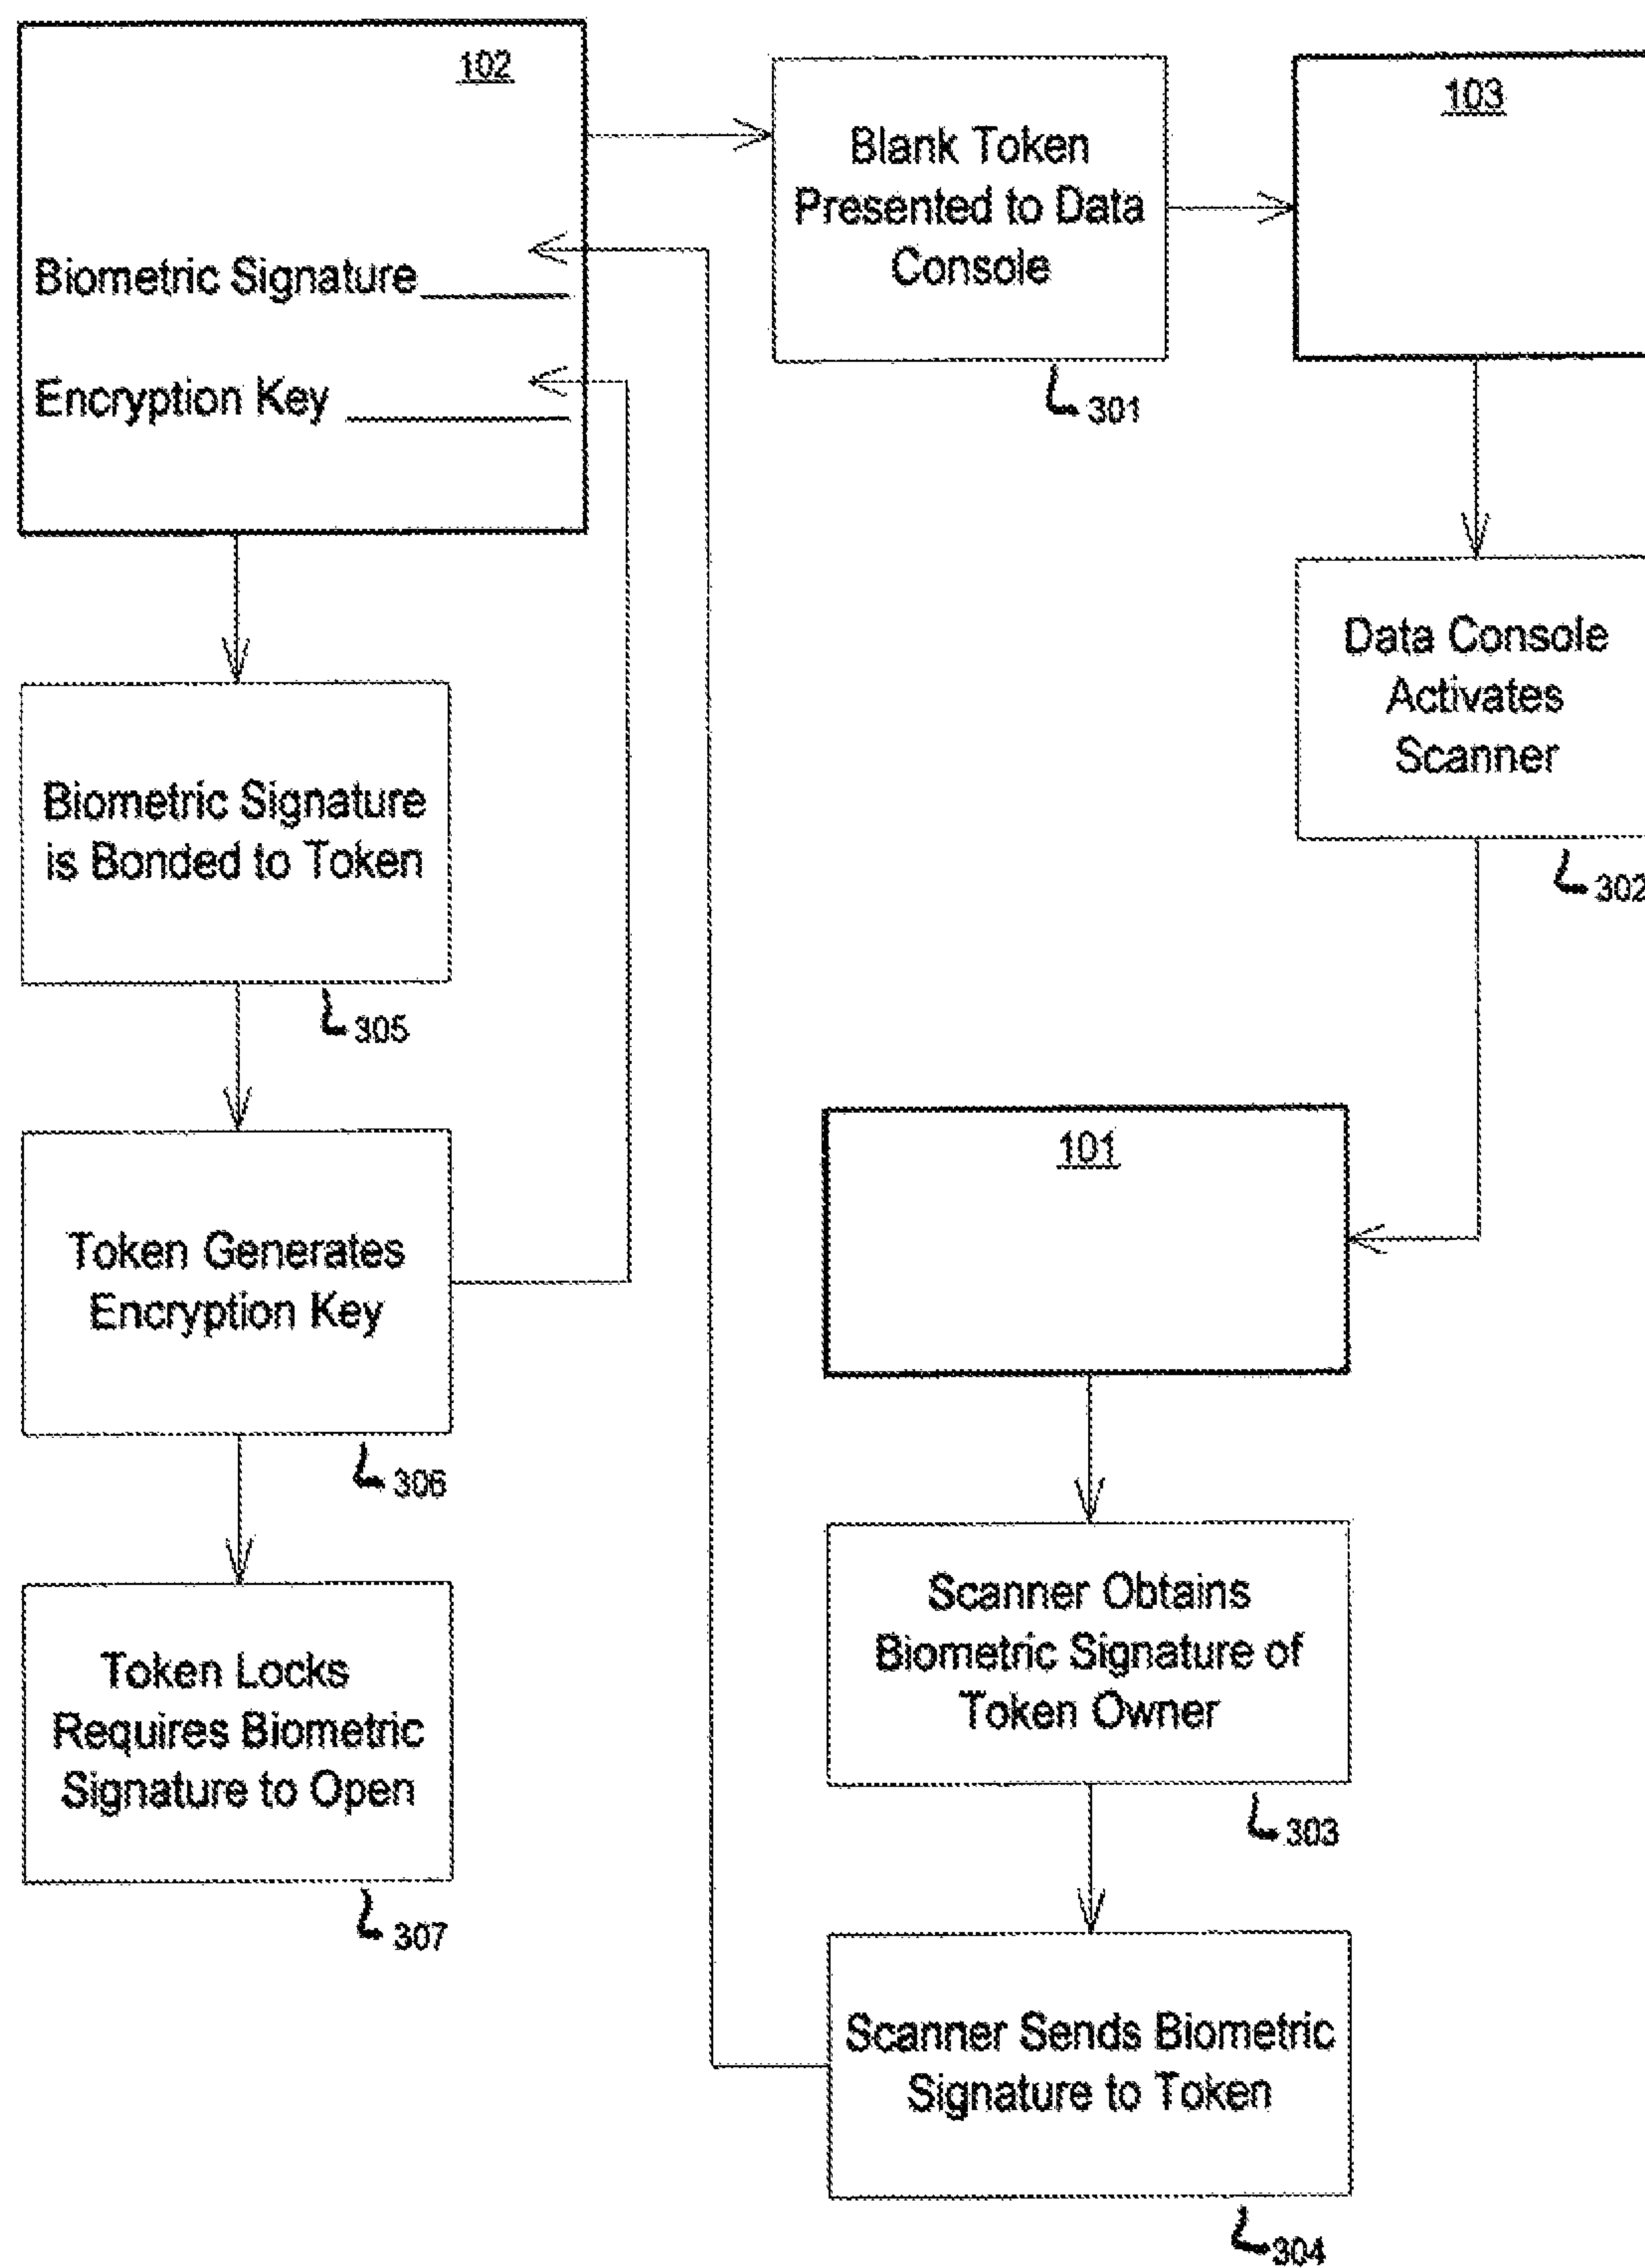 102
Biometric Signature
Encryption Key
Blank Token
Presented to Data
Console
301
103
Data Console
Activates
Scanner
302
101
Scanner Obtains
Biometric Signature of
Token Owner
303
Scanner Sends Biometric
Signature to Token
304
Biometric Signature
is Bonded to Token
305
Token Generates
Encryption Key
306
Token Locks
Requires Biometric
Signature to Open
307